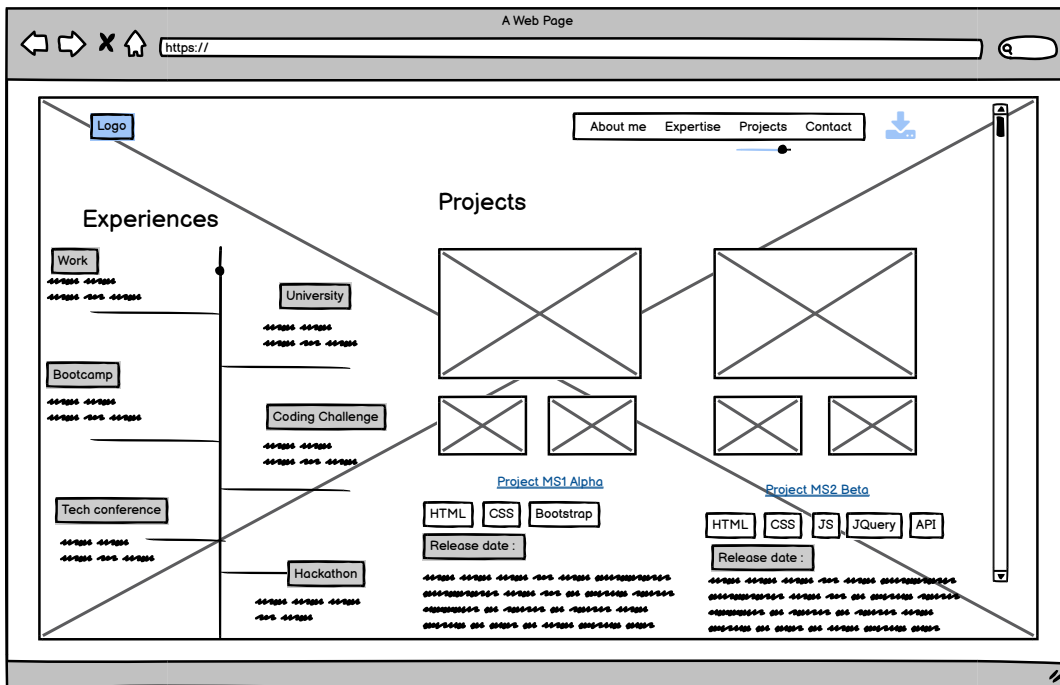 A Web Page
https://
Logo
About me Expertise Projects Contact
Experiences
Work
University
Bootcamp
Coding Challenge
Tech conference
Hackathon
Projects
Project MS1 Alpha
HTML CSS Bootstrap
Release date :
Project MS2 Beta
HTML CSS JS JQuery API
Release date :